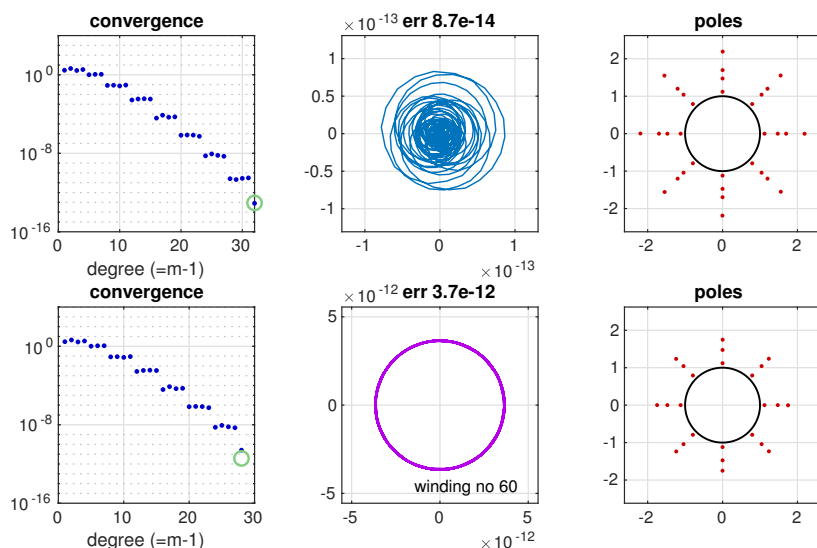 convergence
10^0
10^-8
10^-16
0 10 20 30
degree (=m-1)
× 10^-13 err 8.7e-14
1
0.5
0
-0.5
-1
-1 0 1
× 10^-13
poles
2
1
0
-1
-2
-2 0 2
convergence
10^0
10^-8
10^-16
0 10 20 30
degree (=m-1)
× 10^-12 err 3.7e-12
5
0
-5
winding no 60
-5 0 5
× 10^-12
poles
2
1
0
-1
-2
-2 0 2